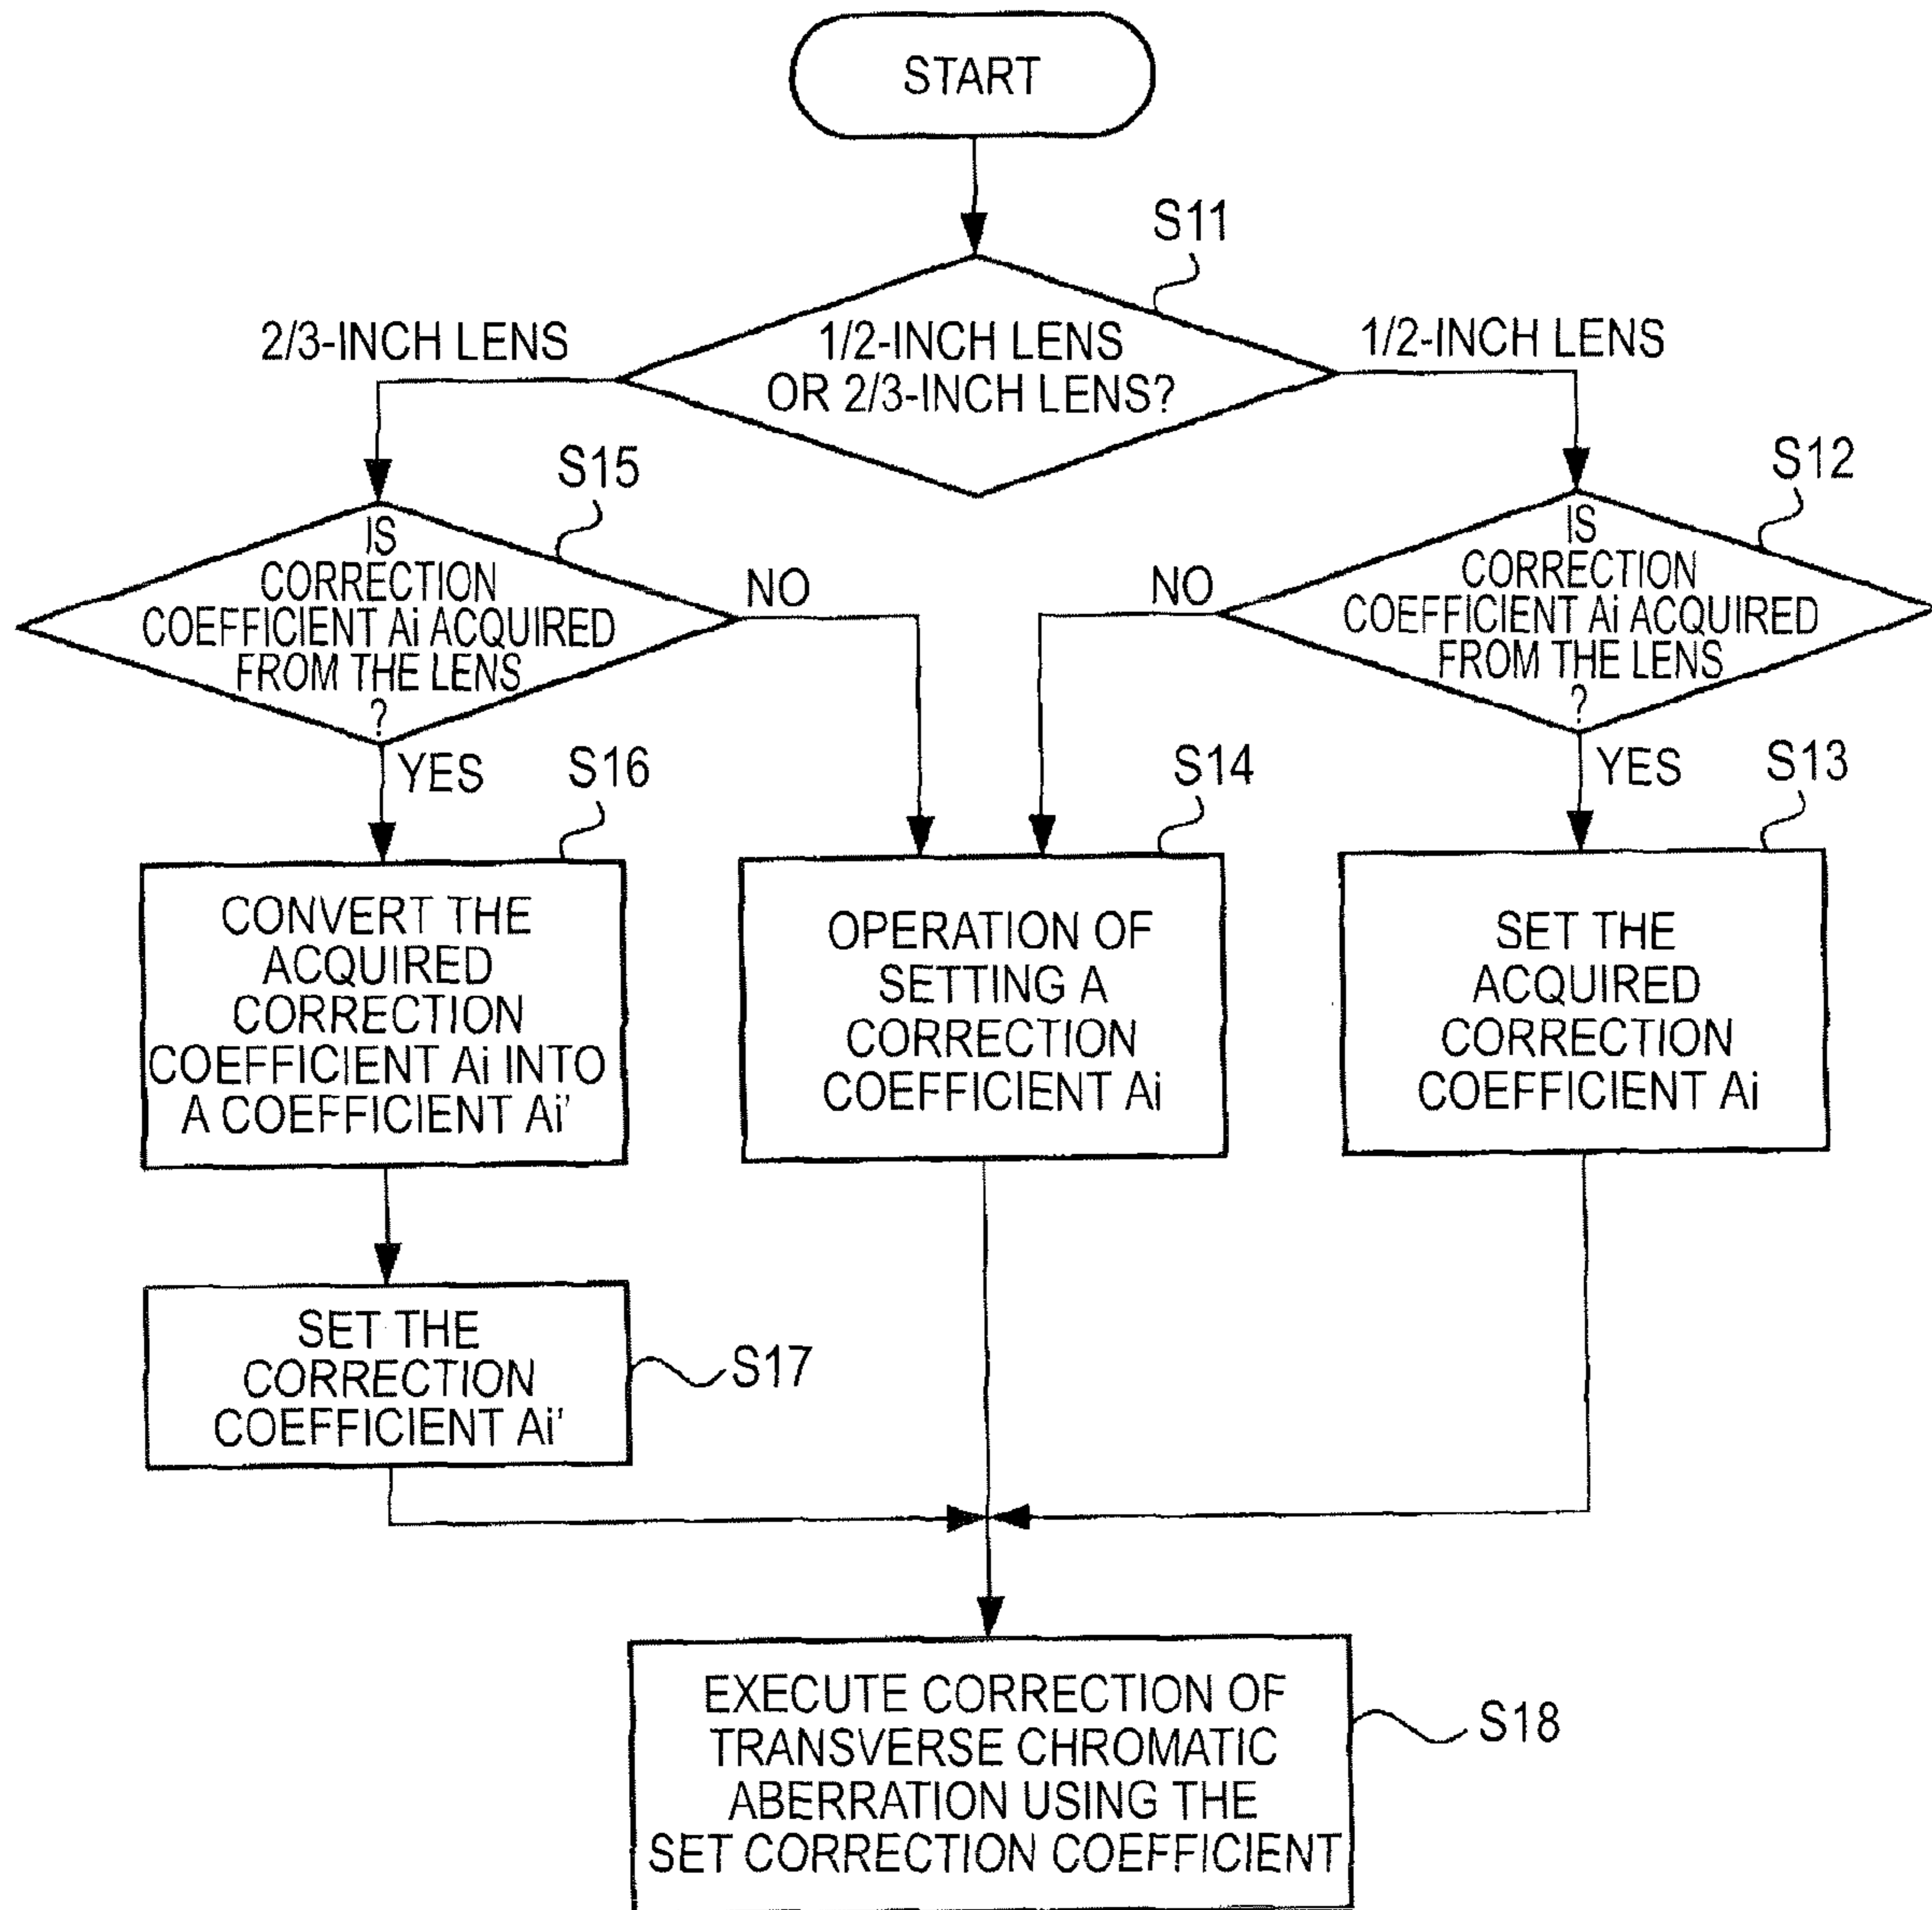 START
S11
2/3-INCH LENS
1/2-INCH LENS
OR 2/3-INCH LENS?
1/2-INCH LENS
S15
IS
CORRECTION
COEFFICIENT Ai ACQUIRED
FROM THE LENS
?
NO
YES
S12
IS
CORRECTION
COEFFICIENT Ai ACQUIRED
FROM THE LENS
?
NO
YES
S16
CONVERT THE
ACQUIRED
CORRECTION
COEFFICIENT Ai INTO
A COEFFICIENT Ai'
S14
OPERATION OF
SETTING A
CORRECTION
COEFFICIENT Ai
S13
SET THE
ACQUIRED
CORRECTION
COEFFICIENT Ai
SET THE
CORRECTION
COEFFICIENT Ai'
S17
EXECUTE CORRECTION OF
TRANSVERSE CHROMATIC
ABERRATION USING THE
SET CORRECTION COEFFICIENT
S18